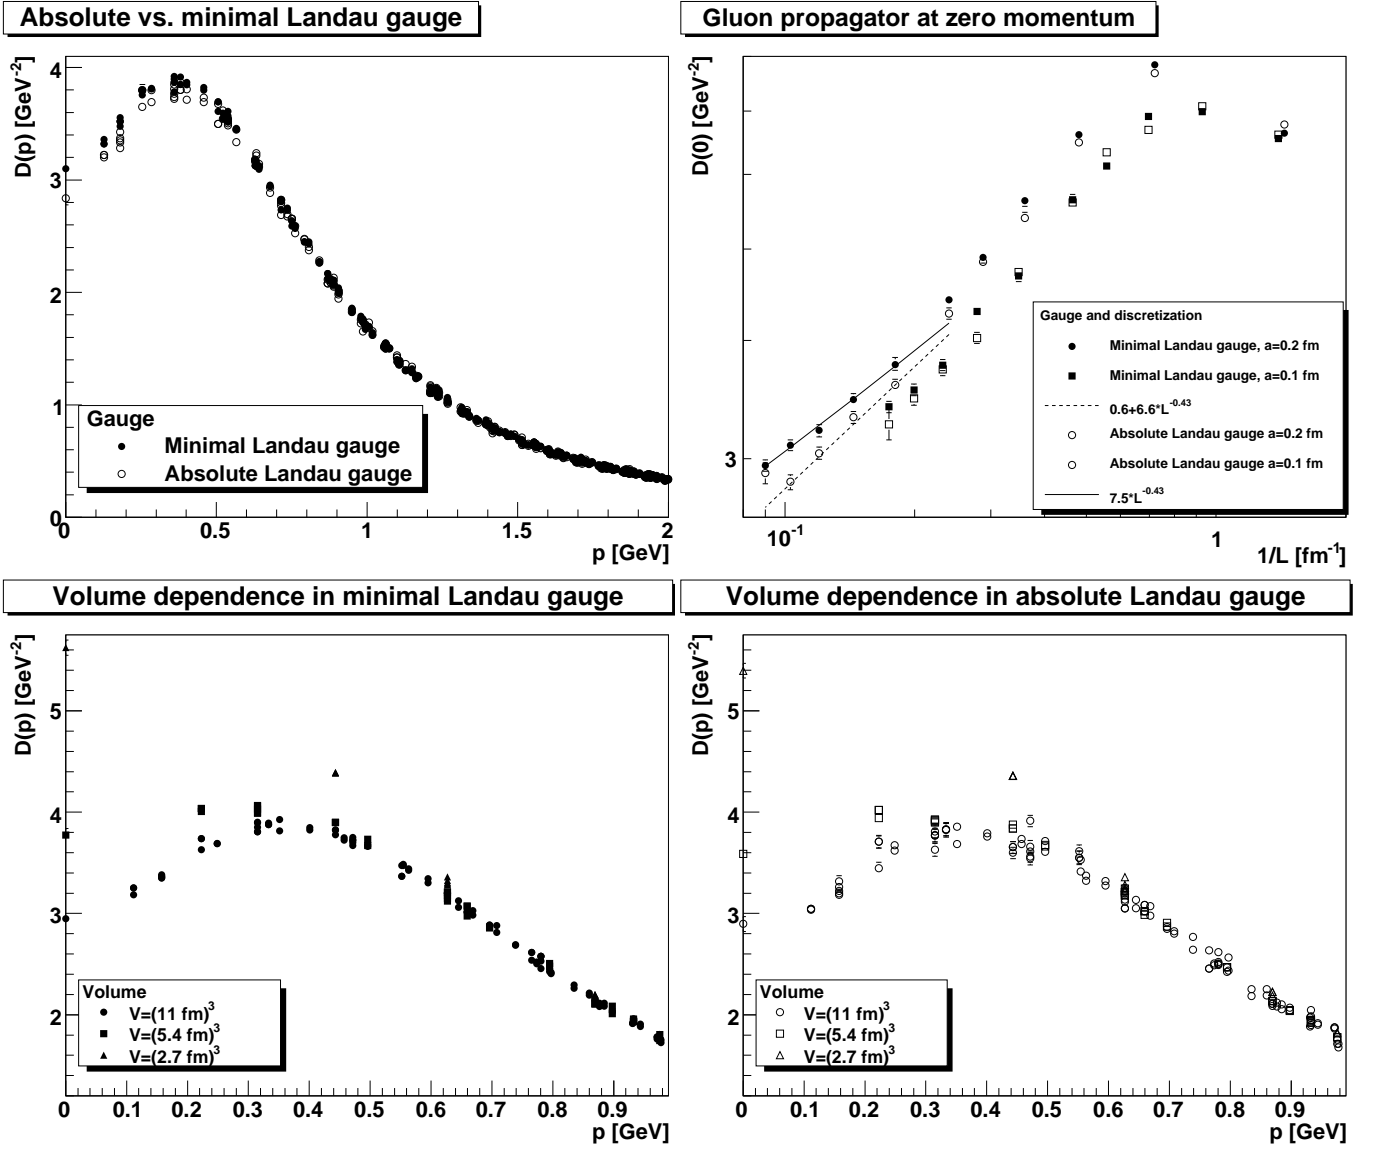 Absolute vs. minimal Landau gauge
D(p) [GeV⁻²]
4
3
2
1
0
0 0.5 1 1.5 2
p [GeV]
Gauge
Minimal Landau gauge
Absolute Landau gauge
Gluon propagator at zero momentum
D(0) [GeV⁻²]
3
10⁻¹ 1
1/L [fm⁻¹]
Gauge and discretization
Minimal Landau gauge, a=0.2 fm
Minimal Landau gauge, a=0.1 fm
0.6+6.6*L^-0.43
Absolute Landau gauge a=0.2 fm
Absolute Landau gauge a=0.1 fm
7.5*L^-0.43
Volume dependence in minimal Landau gauge
D(p) [GeV⁻²]
5
4
3
2
0 0.1 0.2 0.3 0.4 0.5 0.6 0.7 0.8 0.9
p [GeV]
Volume
V=(11 fm)³
V=(5.4 fm)³
V=(2.7 fm)³
Volume dependence in absolute Landau gauge
D(p) [GeV⁻²]
5
4
3
2
0 0.1 0.2 0.3 0.4 0.5 0.6 0.7 0.8 0.9
p [GeV]
Volume
V=(11 fm)³
V=(5.4 fm)³
V=(2.7 fm)³